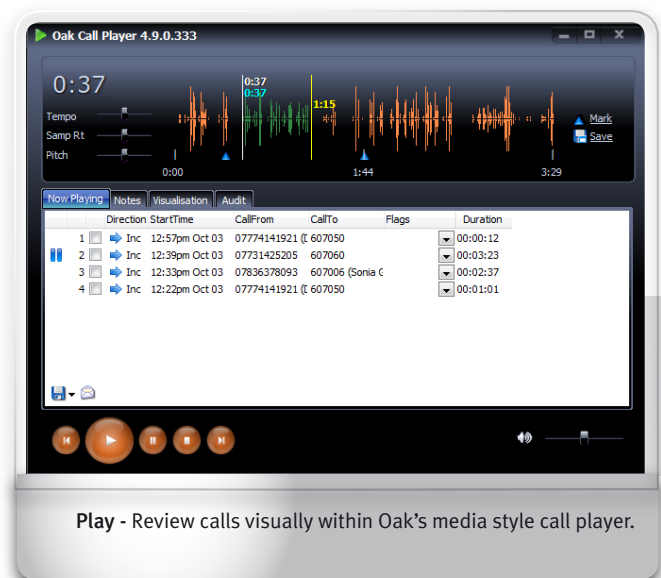 Oak Call Player 4.9.0.333
0:37
0:37
0:37
1:15
Tempo
Samp Rt
Pitch
Mark
Save
0:00 1:44 3:29
Now Playing Notes Visualisation Audit
Direction StartTime CallFrom CallTo Flags Duration
1 Inc 12:57pm Oct 03 07774141921 (D 607050 00:00:12
2 Inc 12:39pm Oct 03 07731425205 607060 00:03:23
3 Inc 12:33pm Oct 03 07836378093 607006 (Sonia G 00:02:37
4 Inc 12:22pm Oct 03 07774141921 (D 607050 00:01:01
Play - Review calls visually within Oak's media style call player.